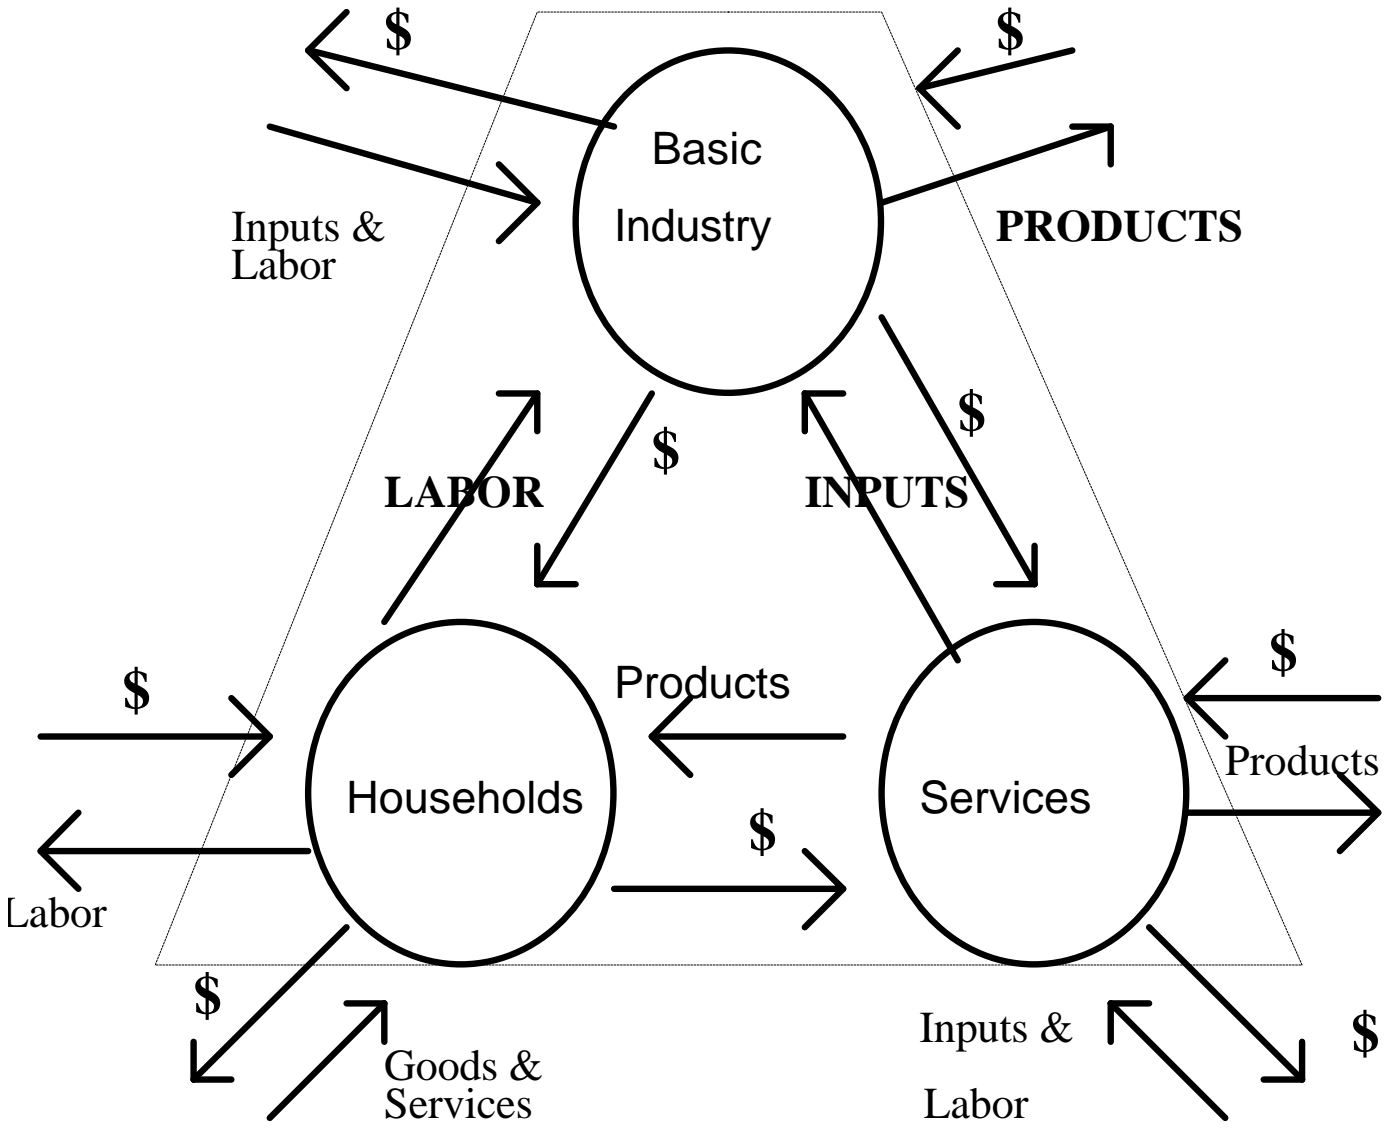 $
$
Basic
Industry
Inputs &
Labor
PRODUCTS
$
$
LABOR
INPUTS
$
Products
$
Products
Households
Services
$
Labor
$
Inputs &
$
Goods &
Services
Labor